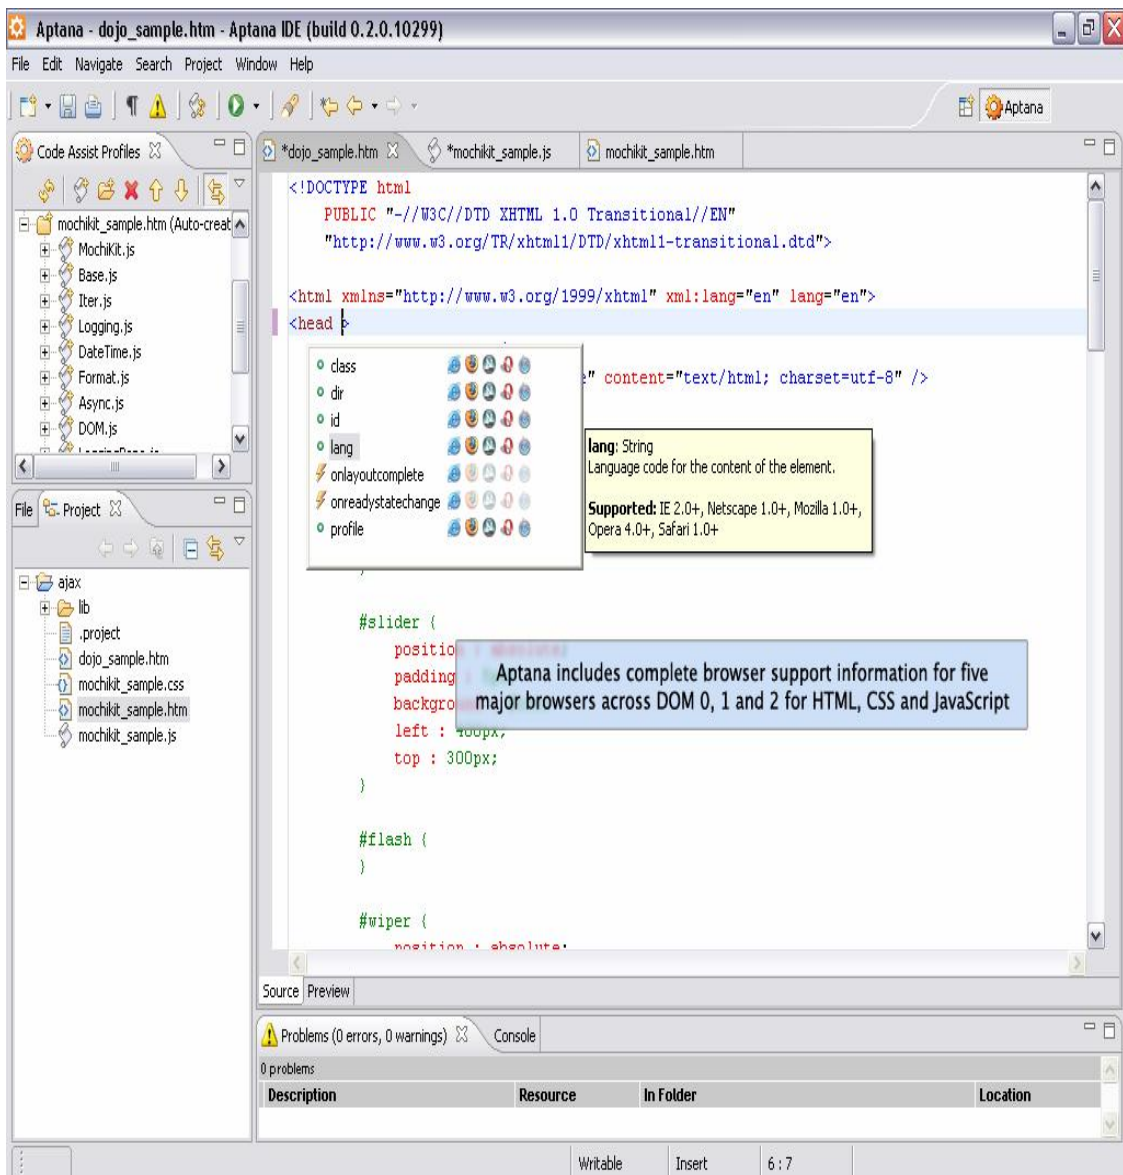 Aptana - dojo_sample.htm - Aptana IDE (build 0.2.0.10299)
File Edit Navigate Search Project Window Help
Aptana
Code Assist Profiles
mochikit_sample.htm (Auto-creat
MochiKit.js
Base.js
Iter.js
Logging.js
DateTime.js
Format.js
Async.js
DOM.js
File Project
ajax
lib
.project
dojo_sample.htm
mochikit_sample.css
mochikit_sample.htm
mochikit_sample.js
*dojo_sample.htm *mochikit_sample.js mochikit_sample.htm
<!DOCTYPE html
PUBLIC "-//W3C//DTD XHTML 1.0 Transitional//EN"
"http://www.w3.org/TR/xhtml1/DTD/xhtml1-transitional.dtd">
<html xmlns="http://www.w3.org/1999/xhtml" xml:lang="en" lang="en">
<head >
" content="text/html; charset=utf-8" />
class
dir
id
lang
onlayoutcomplete
onreadystatechange
profile
lang: String
Language code for the content of the element.
Supported: IE 2.0+, Netscape 1.0+, Mozilla 1.0+,
Opera 4.0+, Safari 1.0+
}
#slider {
position
padding
backgro
left : 400px;
top : 300px;
}
Aptana includes complete browser support information for five
major browsers across DOM 0, 1 and 2 for HTML, CSS and JavaScript
#flash {
}
#wiper {
position : absolute;
Source Preview
Problems (0 errors, 0 warnings) Console
0 problems
Description Resource In Folder Location
Writable Insert 6 : 7